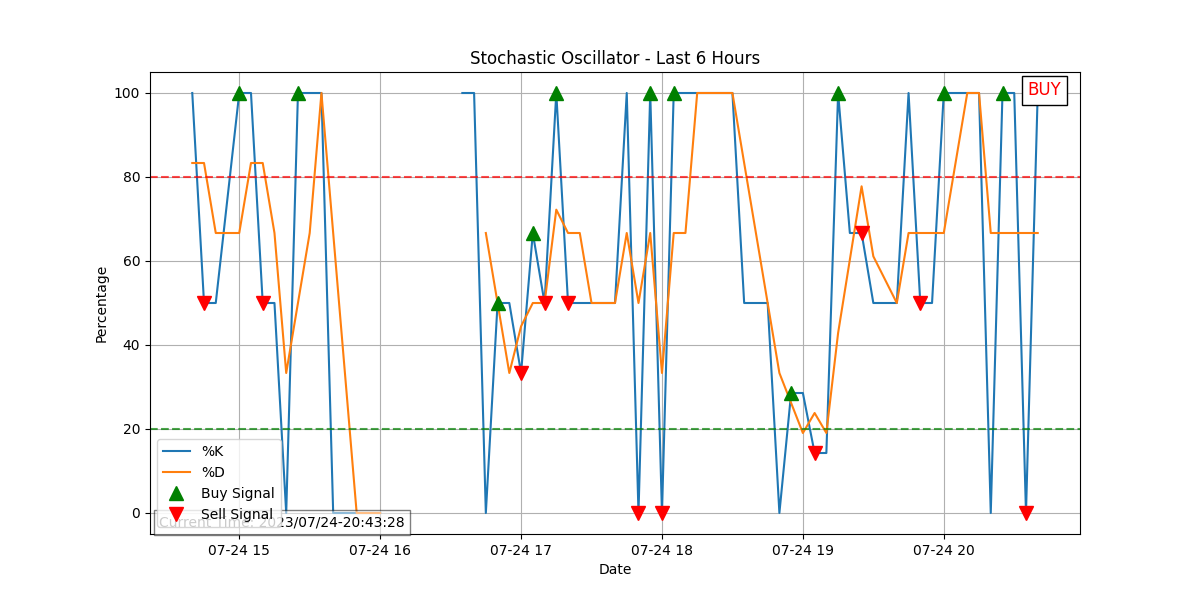 Stochastic Oscillator - Last 6 Hours
BUY
Percentage
100
80
60
40
20
0
%K
%D
Buy Signal
Sell Signal
Current Time: 2023/07/24-20:43:28
07-24 15
07-24 16
07-24 17
07-24 18
07-24 19
07-24 20
Date